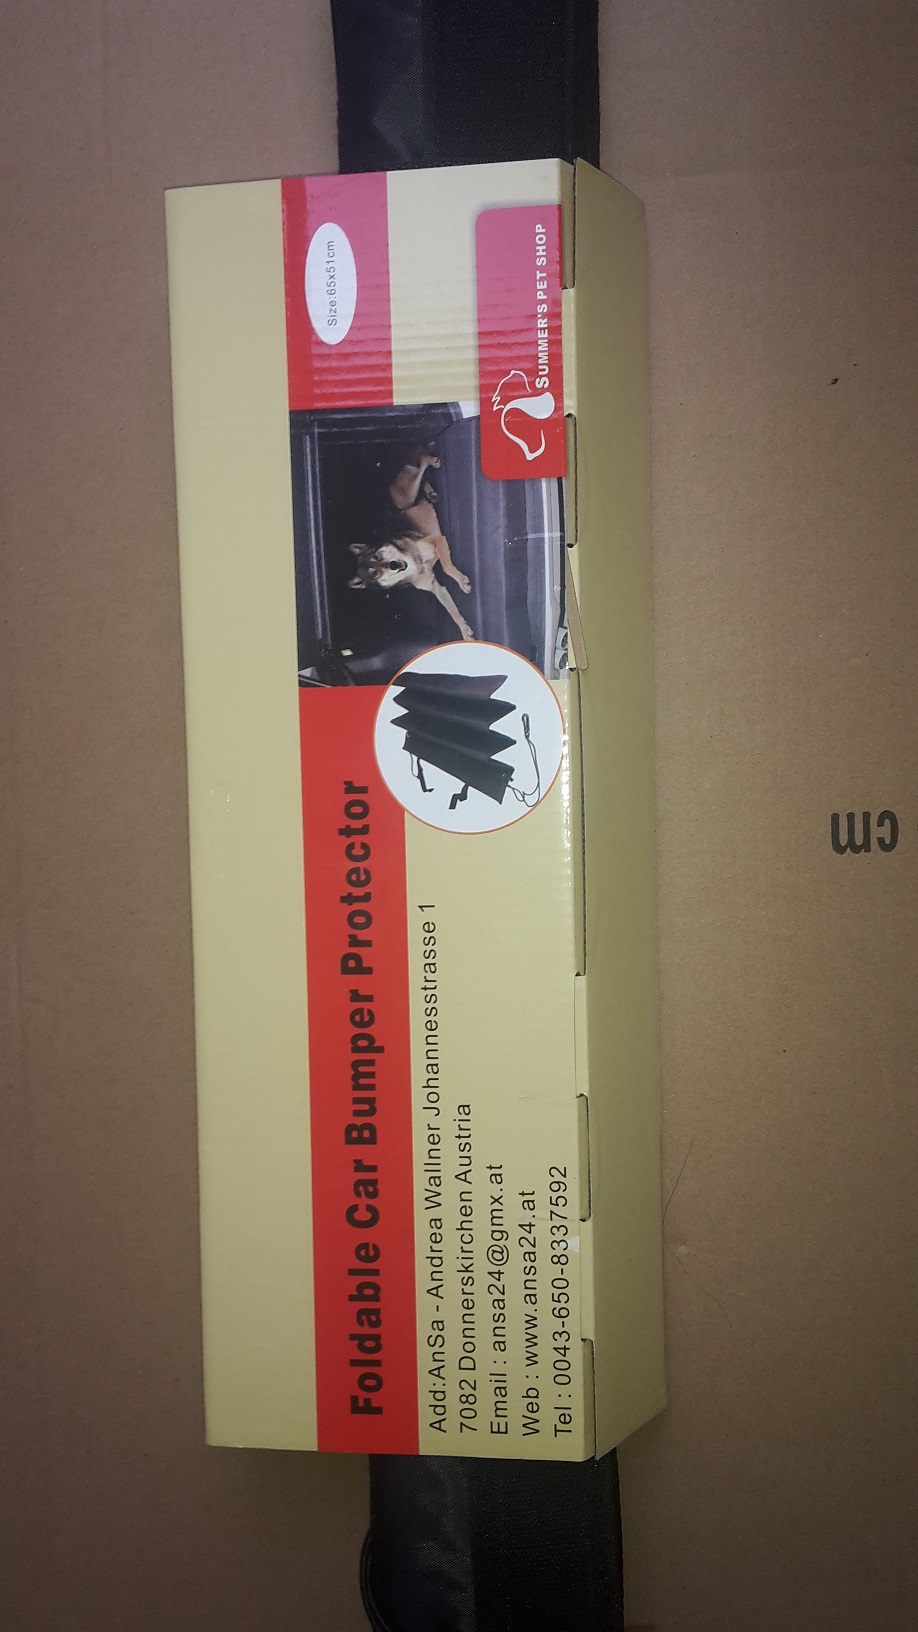 Size:65x51cm
SUMMER'S PET SHOP
Foldable Car Bumper Protector
Add:AnSa - Andrea Wallner Johannesstrasse 1
7082 Donnerskirchen Austria
Email : ansa24@gmx.at
Web : www.ansa24.at
Tel : 0043-650-8337592
cm